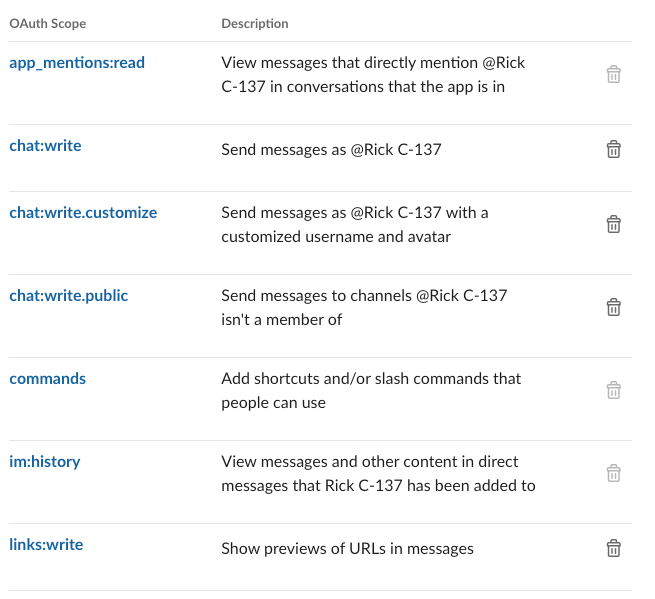 OAuth Scope Description
app_mentions:read View messages that directly mention @Rick
C-137 in conversations that the app is in
chat:write Send messages as @Rick C-137
chat:write.customize Send messages as @Rick C-137 with a
customized username and avatar
chat:write.public Send messages to channels @Rick C-137
isn't a member of
commands Add shortcuts and/or slash commands that
people can use
im:history View messages and other content in direct
messages that Rick C-137 has been added to
links:write Show previews of URLs in messages